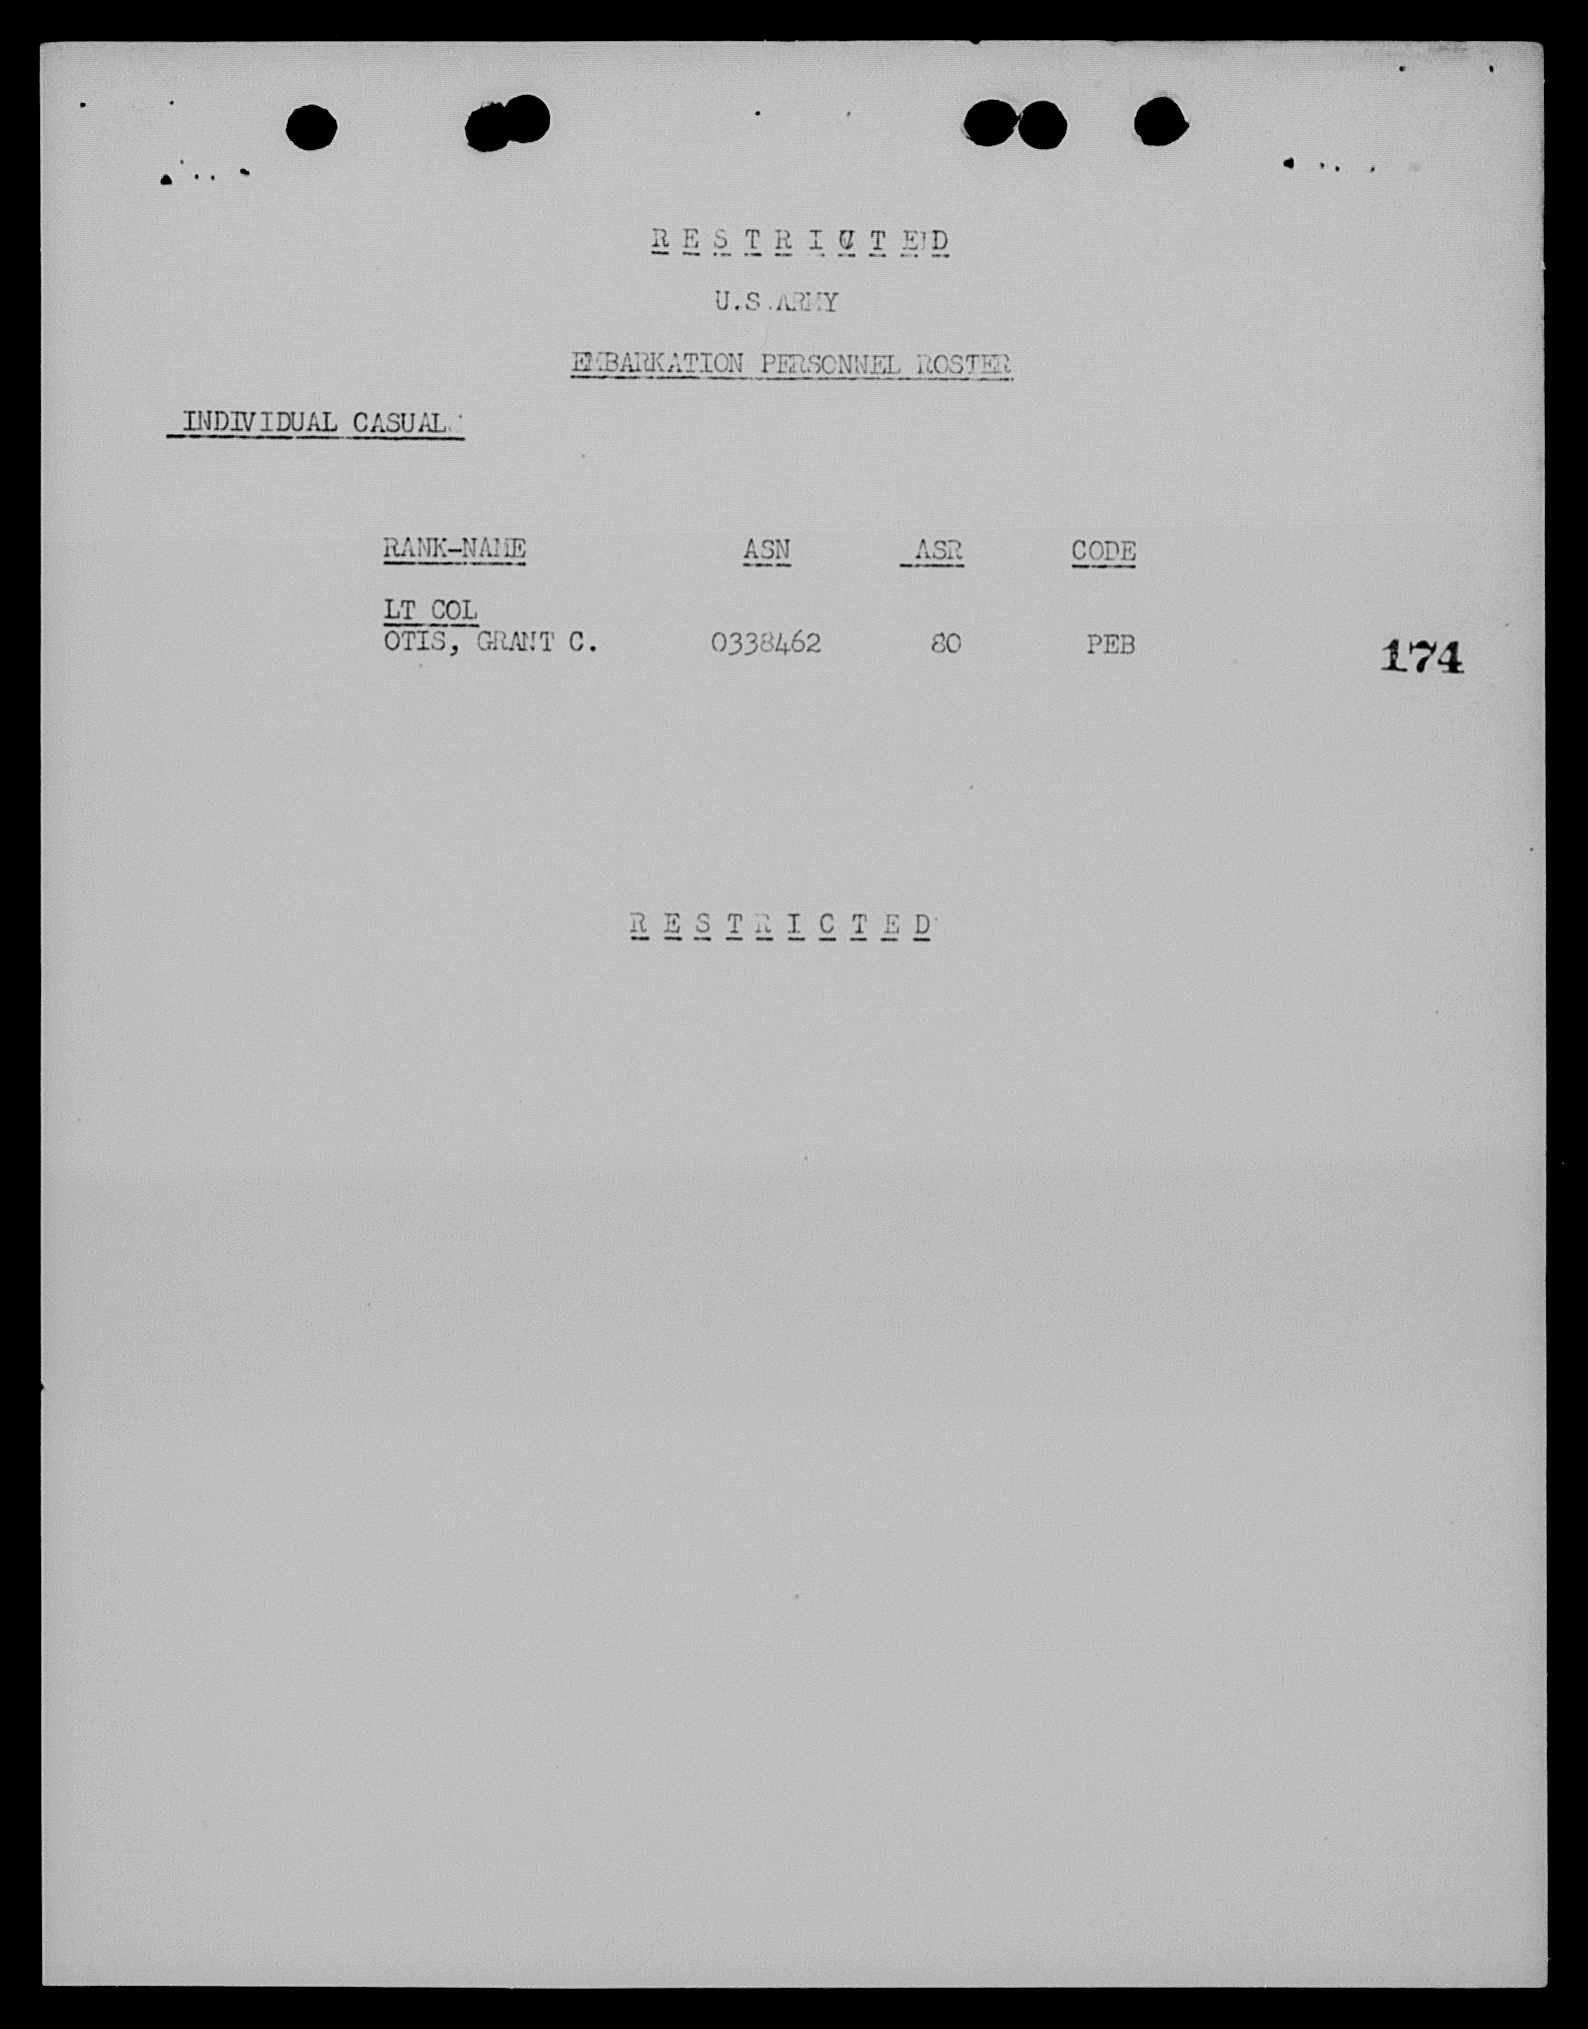 R E S T R I C T E D
U.S.ARMY
EMBARKATION PERSONNEL ROSTER
INDIVIDUAL CASUAL:
RANK-NAME ASN ASR CODE
LT COL
OTIS, GRANT C. 0338462 80 PEB 174
R E S T R I C T E D